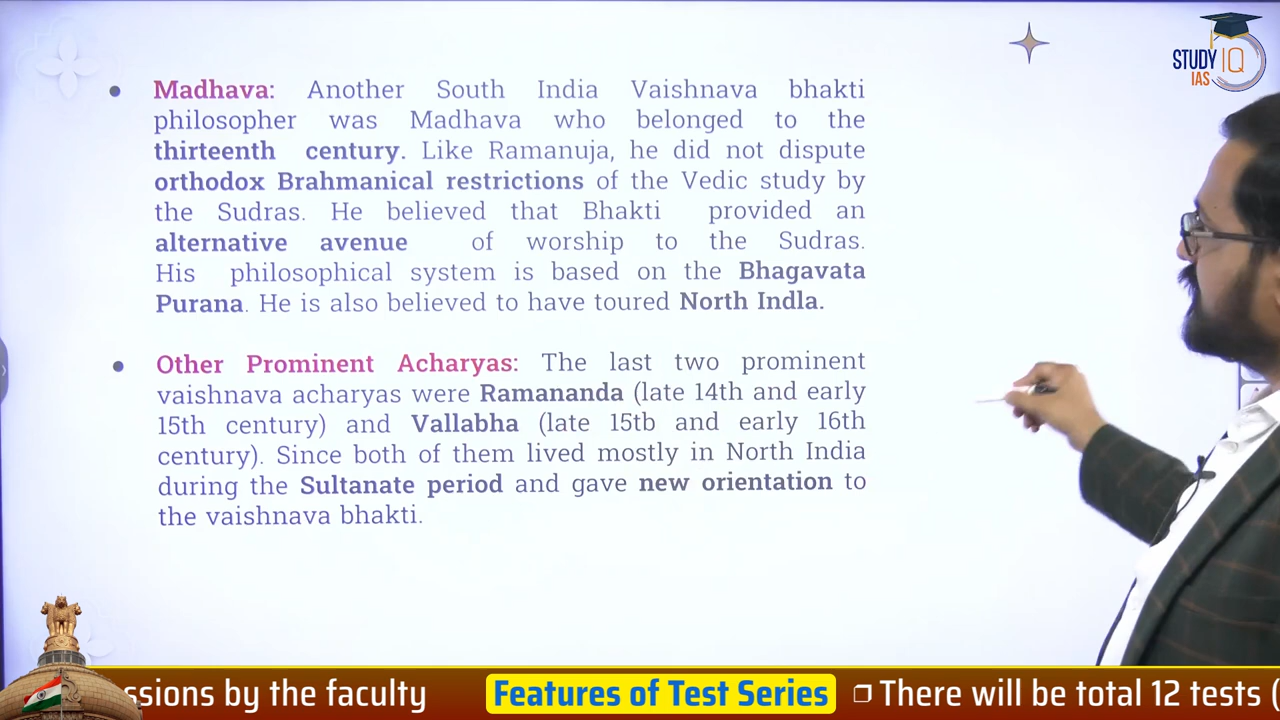 STUDY IQ
IAS
Madhava: Another South India Vaishnava bhakti
philosopher was Madhava who belonged to the
thirteenth century. Like Ramanuja, he did not dispute
orthodox Brahmanical restrictions of the Vedic study by
the Sudras. He believed that Bhakti provided an
alternative avenue of worship to the Sudras.
His philosophical system is based on the Bhagavata
Purana. He is also believed to have toured North Indla.
Other Prominent Acharyas: The last two prominent
vaishnava acharyas were Ramananda (late 14th and early
15th century) and Vallabha (late 15tb and early 16th
century). Since both of them lived mostly in North India
during the Sultanate period and gave new orientation to
the vaishnava bhakti.
ssions by the faculty Features of Test Series ❐ There will be total 12 tests (